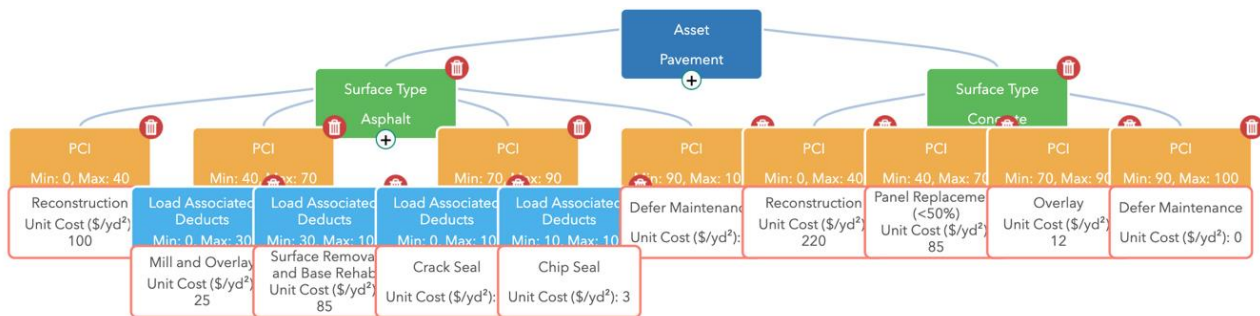 Asset
Pavement
Surface Type
Asphalt
Surface Type
PCI
Min: 0, Max: 40
PCI
Min: 40, Max: 70
PCI
Min: 70, Max: 90
PCI
Min: 90, Max: 10
PCI
Min: 0, Max: 40
PCI
Min: 40, Max: 70
PCI
Min: 70, Max: 90
PCI
Min: 90, Max: 100
Reconstruction
Unit Cost ($/yd²)
100
Load Associated
Deducts
Min: 0, Max: 30
Mill and Overlay
Unit Cost ($/yd²)
25
Load Associated
Deducts
Min: 30, Max: 10
Surface Remova
and Base Rehab
Unit Cost ($/yd²)
85
Load Associated
Deducts
Min: 0, Max: 10
Crack Seal
Unit Cost ($/yd²):
Load Associated
Deducts
Min: 10, Max: 10
Chip Seal
Unit Cost ($/yd²): 3
Defer Maintenanc
Unit Cost ($/yd²):
Reconstruction
Unit Cost ($/yd²)
220
Panel Replaceme
(<50%)
Unit Cost ($/yd²)
85
Overlay
Unit Cost ($/yd²)
12
Defer Maintenance
Unit Cost ($/yd²): 0